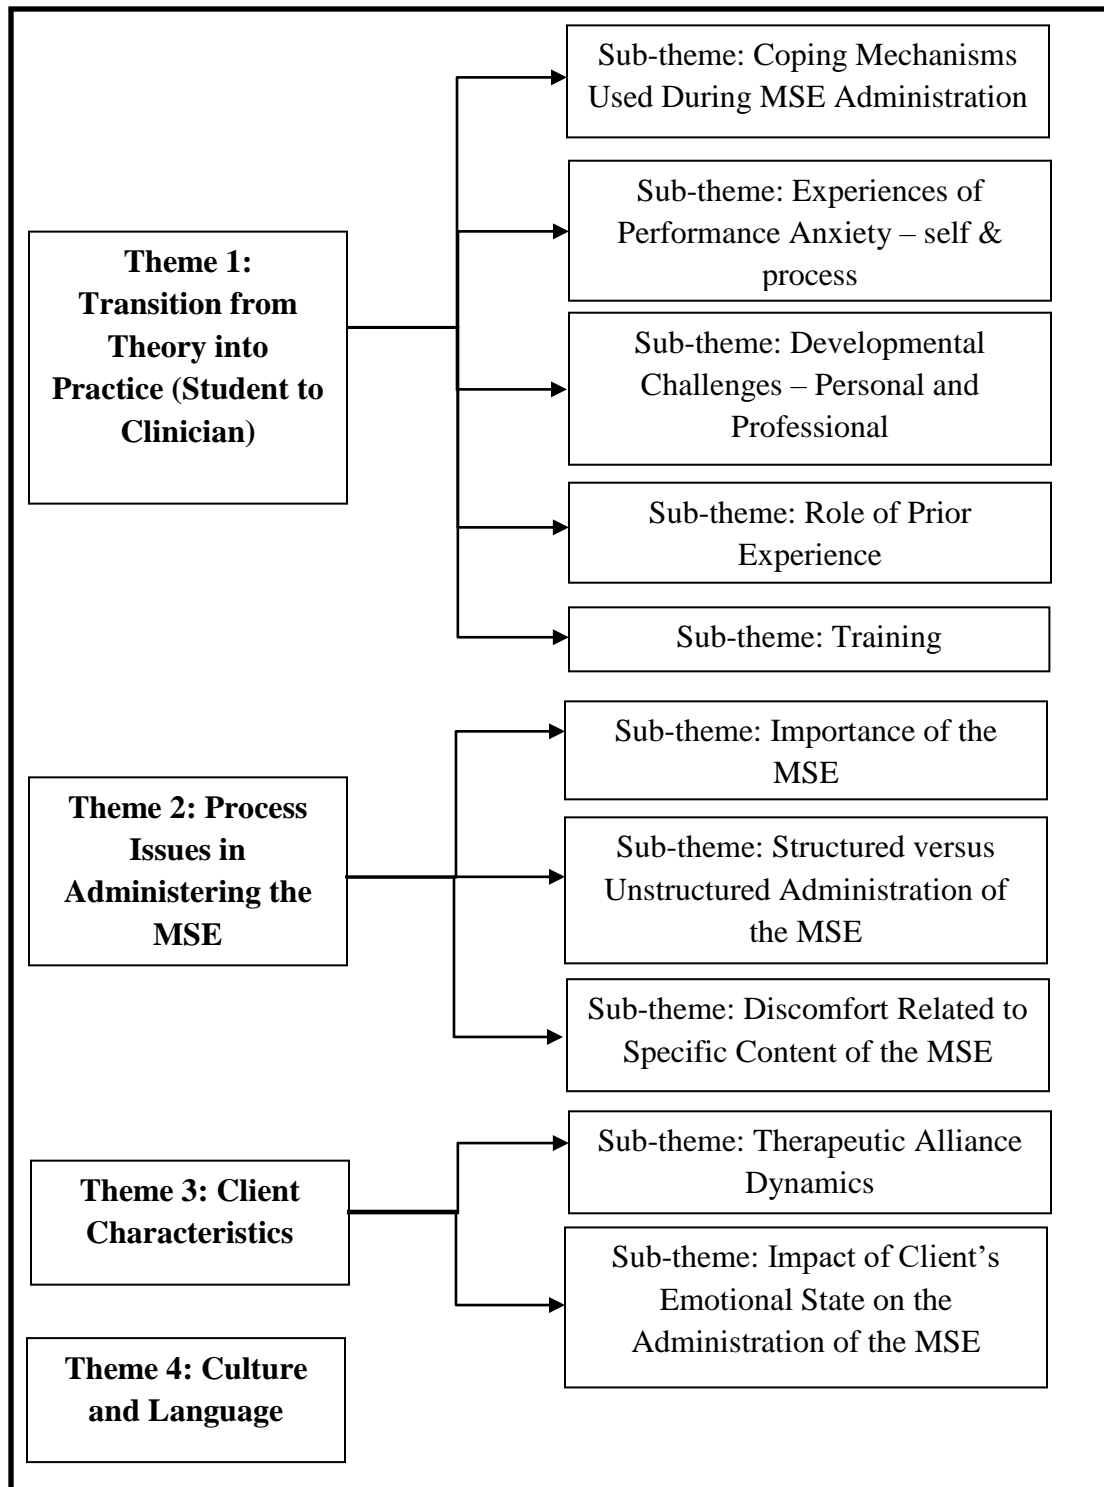 Sub-theme: Coping Mechanisms
Used During MSE Administration
Sub-theme: Experiences of
Performance Anxiety – self &
process
Theme 1:
Transition from
Theory into
Practice (Student to
Clinician)
Sub-theme: Developmental
Challenges – Personal and
Professional
Sub-theme: Role of Prior
Experience
Sub-theme: Training
Sub-theme: Importance of the
MSE
Theme 2: Process
Issues in
Administering the
MSE
Sub-theme: Structured versus
Unstructured Administration of
the MSE
Sub-theme: Discomfort Related to
Specific Content of the MSE
Sub-theme: Therapeutic Alliance
Dynamics
Theme 3: Client
Characteristics
Sub-theme: Impact of Client’s
Emotional State on the
Administration of the MSE
Theme 4: Culture
and Language